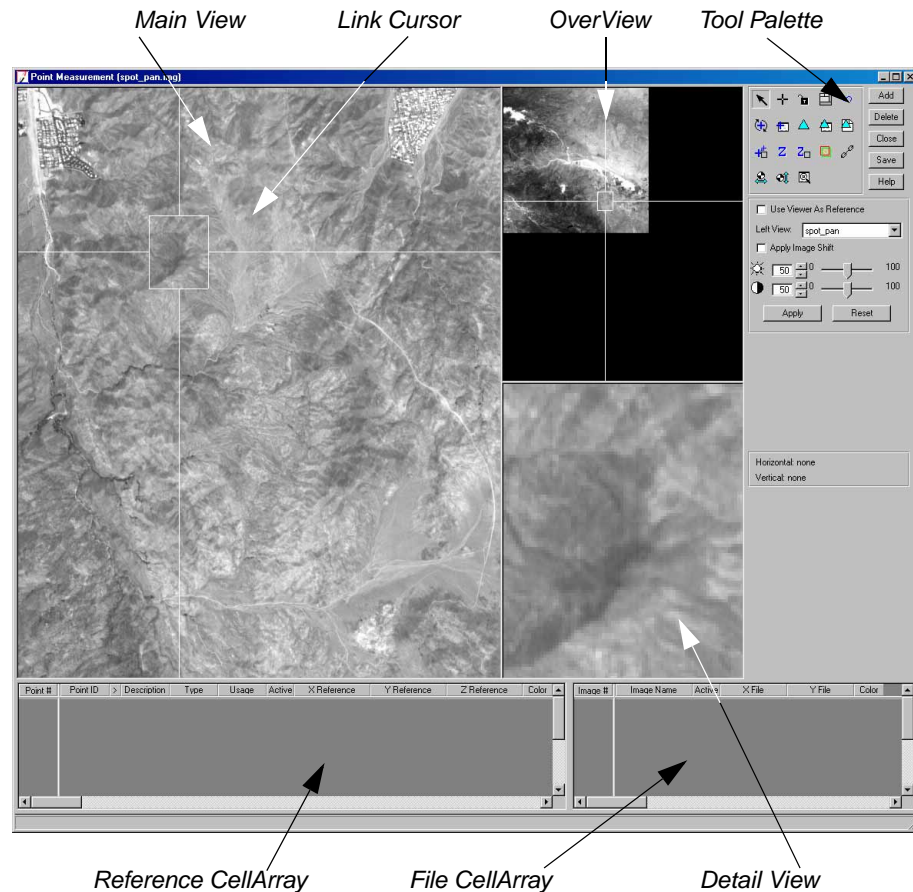 Main View Link Cursor OverView Tool Palette
Point Measurement (spot_pan.img)
Add
Delete
Close
Save
Help
Use Viewer As Reference
Left View: spot_pan
Apply Image Shift
50 0 100
50 0 100
Apply Reset
Horizontal: none
Vertical: none
Point # Point ID > Description Type Usage Active X Reference Y Reference Z Reference Color
Image # Image Name Active X File Y File Color
Reference CellArray File CellArray Detail View